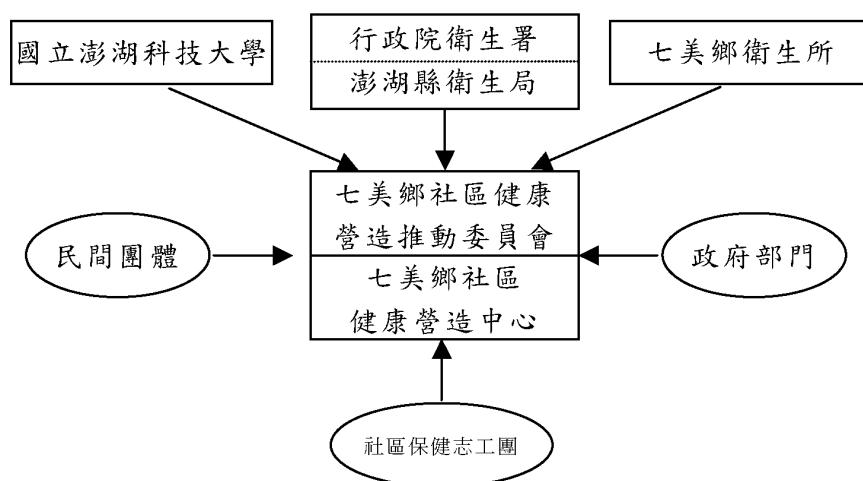 國立澎湖科技大學
行政院衛生署
澎湖縣衛生局
七美鄉衛生所
七美鄉社區健康
營造推動委員會
民間團體
政府部門
七美鄉社區
健康營造中心
社區保健志工團